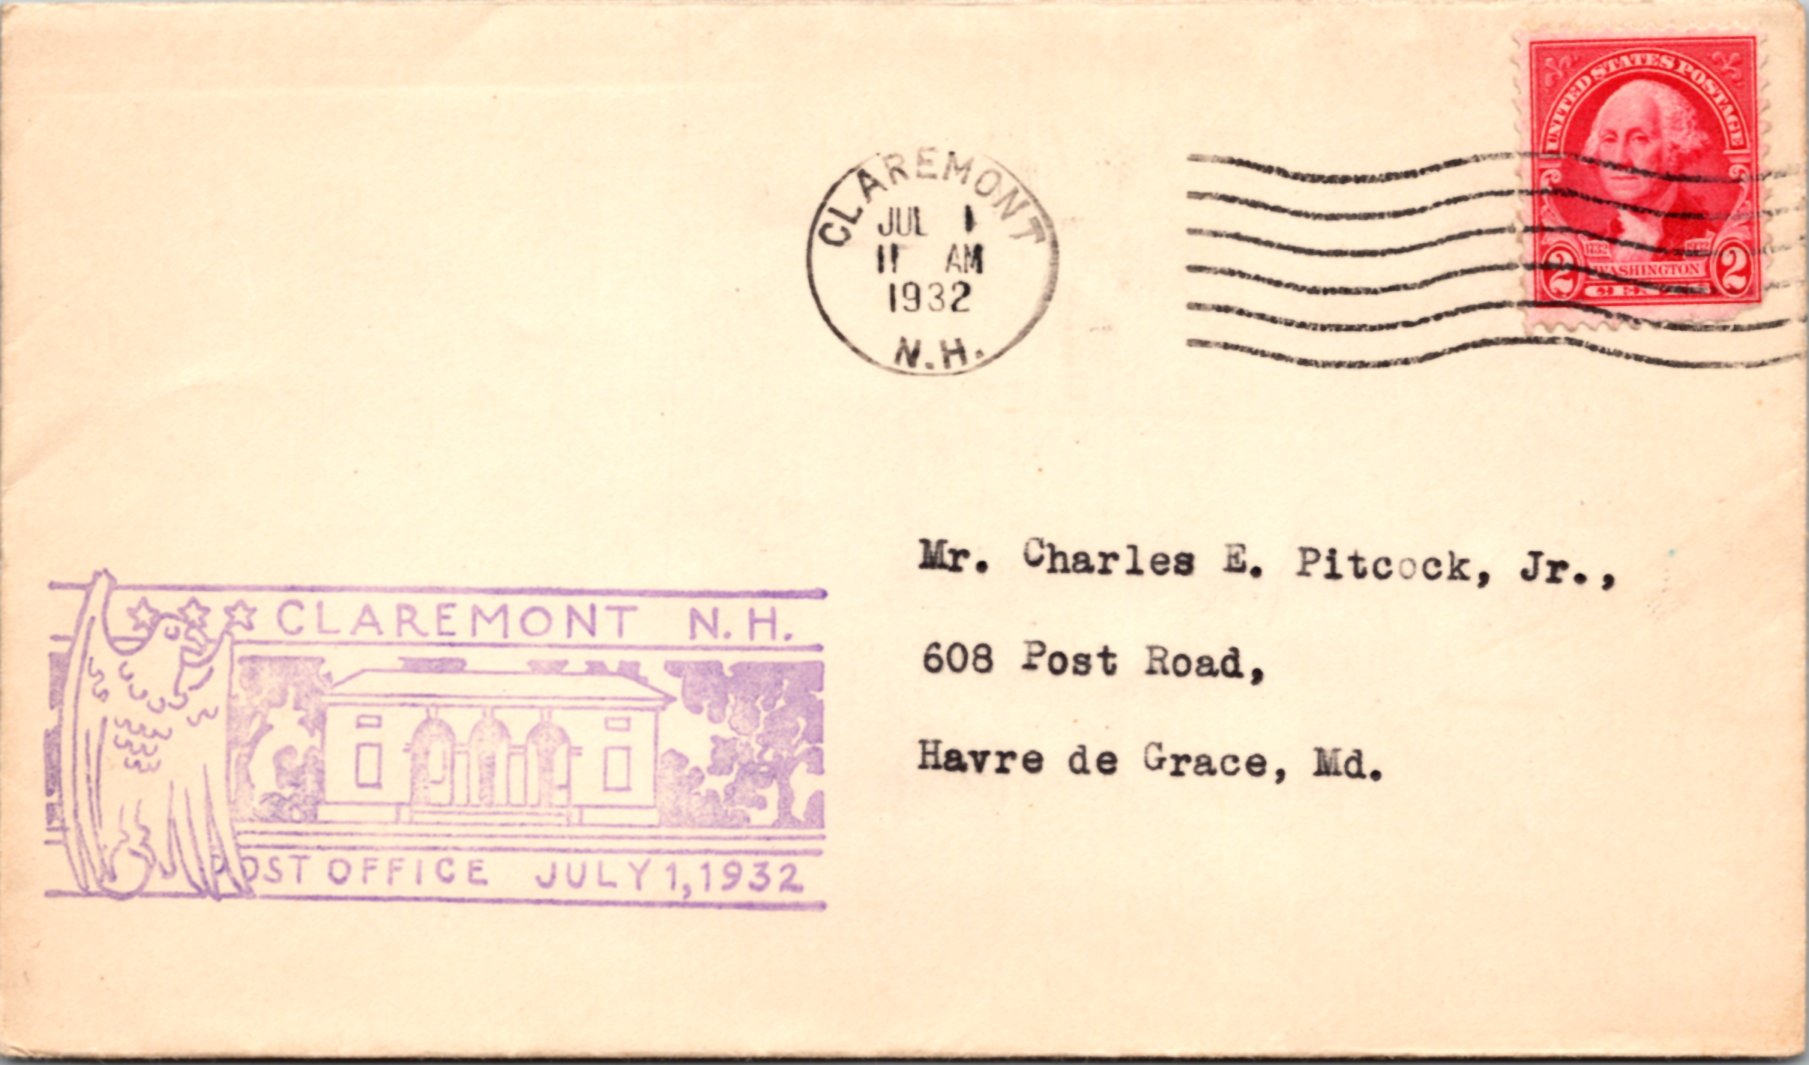 UNITED STATES POSTAGE
1732
WASHINGTON
2
2
CLAREMONT
JUL 1
11 AM
1932
N.H.
Mr. Charles E. Pitcock, Jr.,
608 Post Road,
Havre de Grace, Md.
CLAREMONT N.H.
POST OFFICE JULY 1, 1932